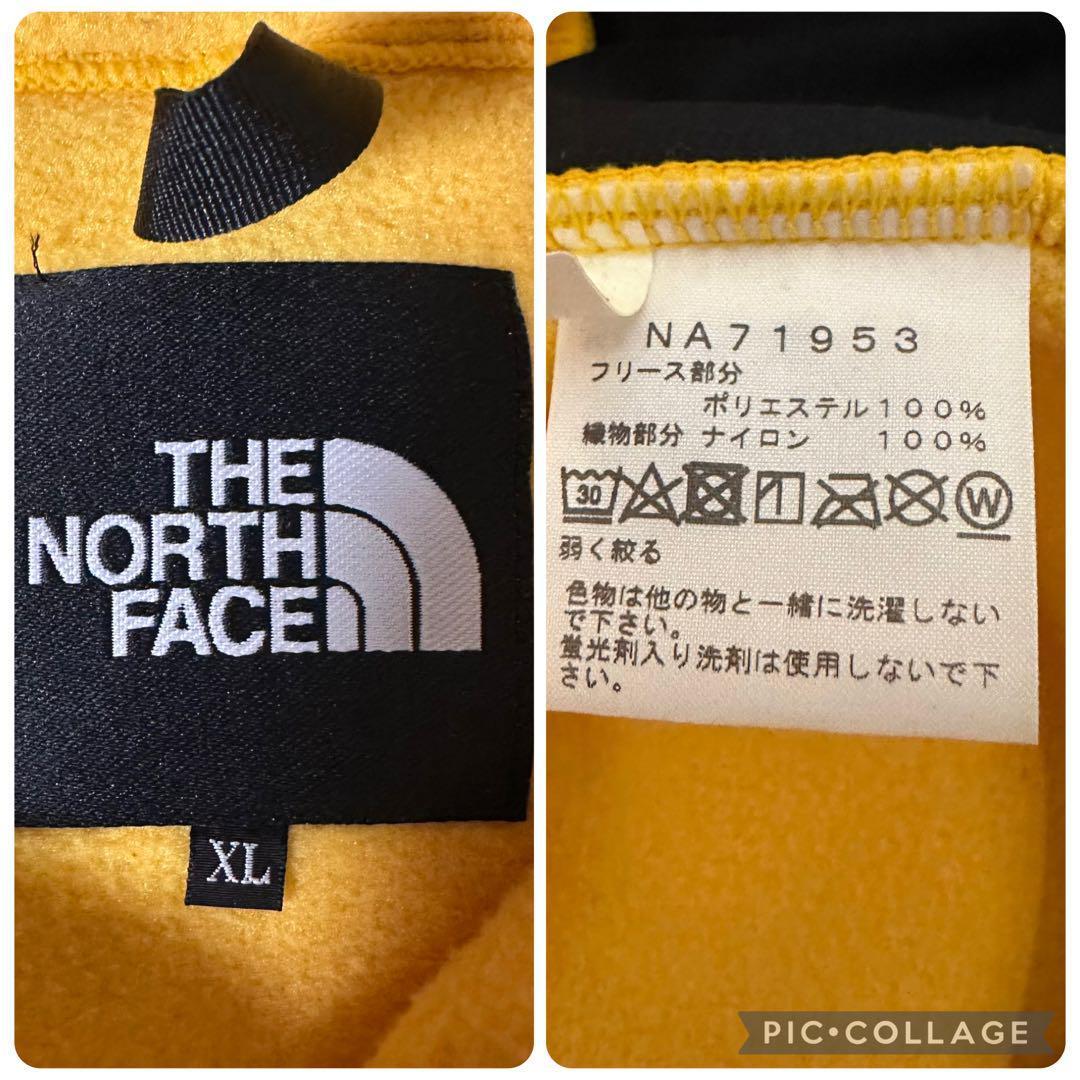 THE
NORTH
FACE
XL
NA71953
フリース部分
ポリエステル100%
織物部分 ナイロン 100%
30
W
弱く絞る
色物は他の物と一緒に洗濯しない
で下さい。
蛍光剤入り洗剤は使用しないで下
さい。
PIC•COLLAGE